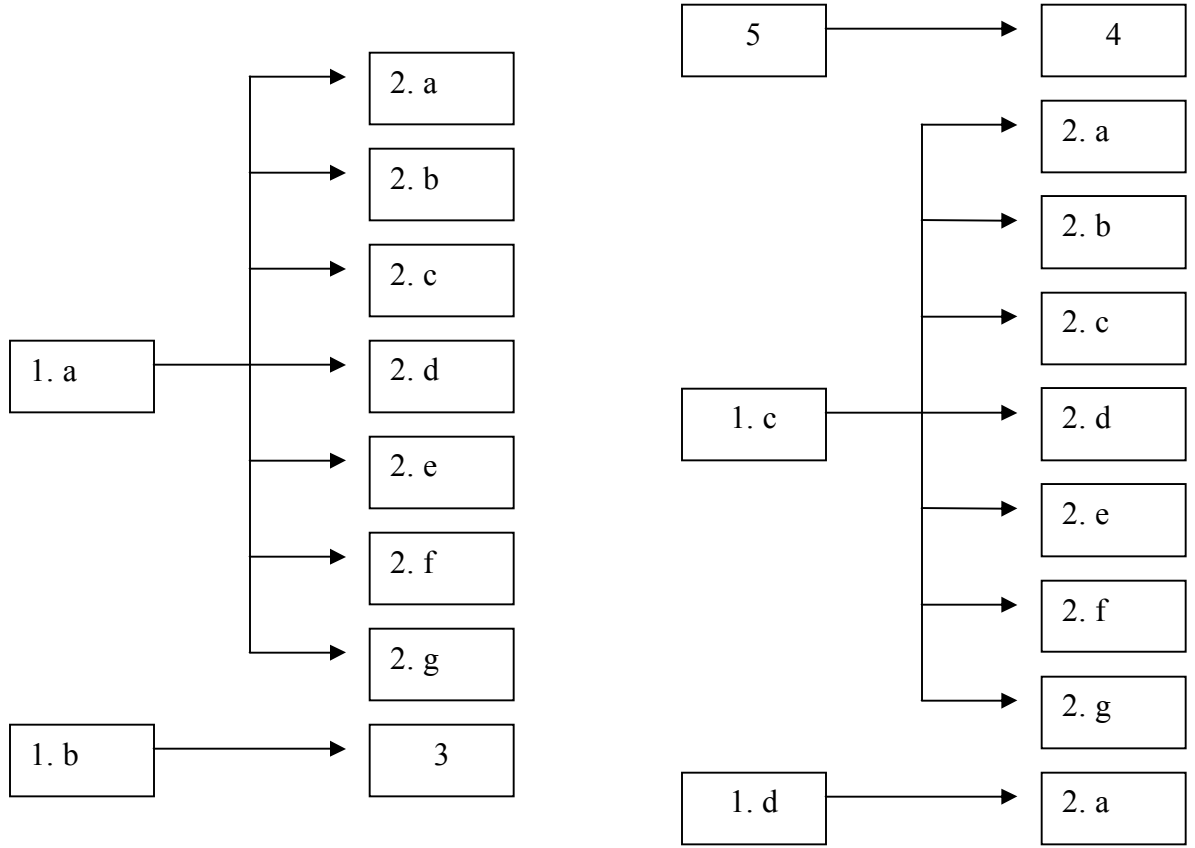 2. a
2. b
2. c
1. a
2. d
2. e
2. f
2. g
1. b
3
5
4
2. a
2. b
2. c
1. c
2. d
2. e
2. f
2. g
1. d
2. a